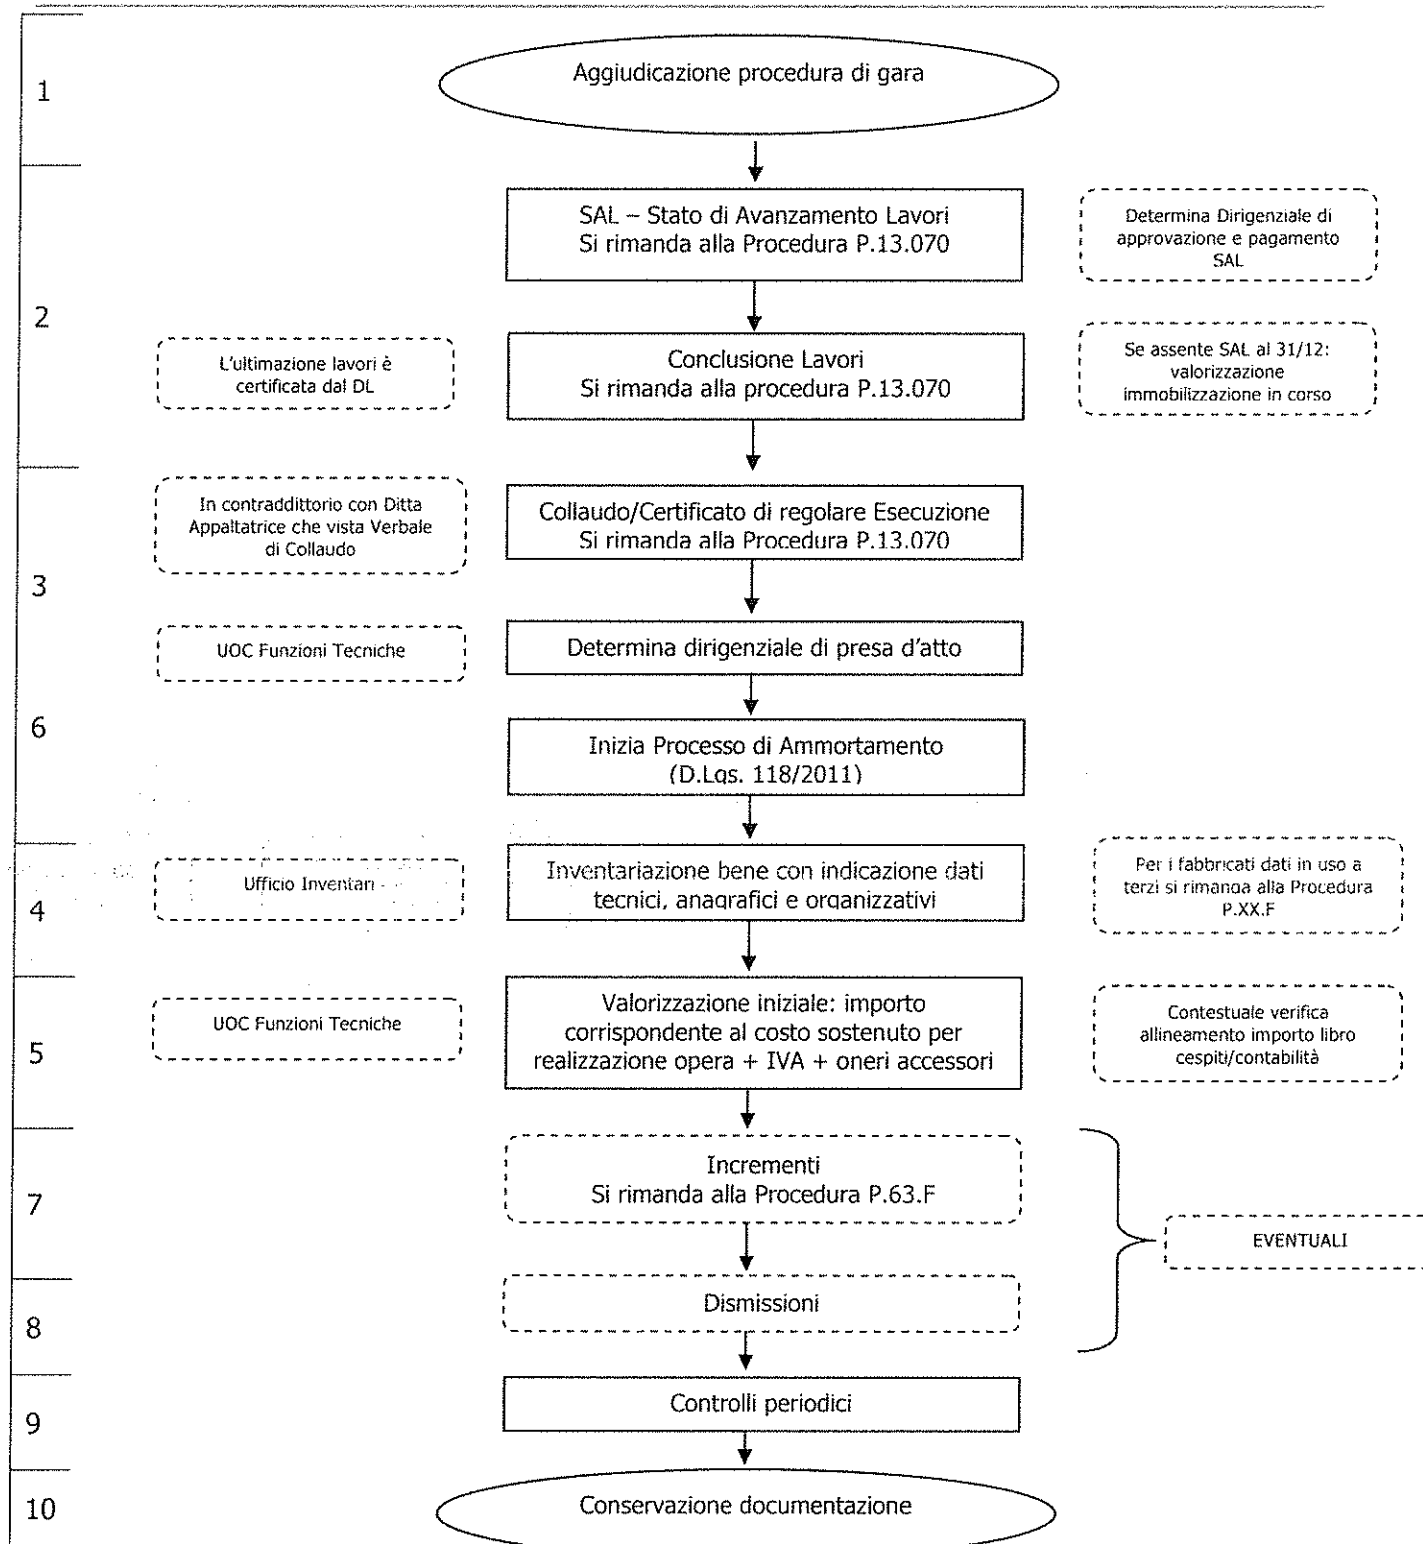 1
Aggiudicazione procedura di gara
SAL – Stato di Avanzamento Lavori
Si rimanda alla Procedura P.13.070
Determina Dirigenziale di
approvazione e pagamento
SAL
2
L'ultimazione lavori è
certificata dal DL
Conclusione Lavori
Si rimanda alla procedura P.13.070
Se assente SAL al 31/12:
valorizzazione
immobilizzazione in corso
In contraddittorio con Ditta
Appaltatrice che vista Verbale
di Collaudo
Collaudo/Certificato di regolare Esecuzione
Si rimanda alla Procedura P.13.070
3
UOC Funzioni Tecniche
Determina dirigenziale di presa d'atto
6
Inizia Processo di Ammortamento
(D.Lgs. 118/2011)
4
Ufficio Inventari
Inventariazione bene con indicazione dati
tecnici, anagrafici e organizzativi
Per i fabbricati dati in uso a
terzi si rimanda alla Procedura
P.XX.F
5
UOC Funzioni Tecniche
Valorizzazione iniziale: importo
corrispondente al costo sostenuto per
realizzazione opera + IVA + oneri accessori
Contestuale verifica
allineamento importo libro
cespiti/contabilità
7
Incrementi
Si rimanda alla Procedura P.63.F
EVENTUALI
8
Dismissioni
9
Controlli periodici
10
Conservazione documentazione